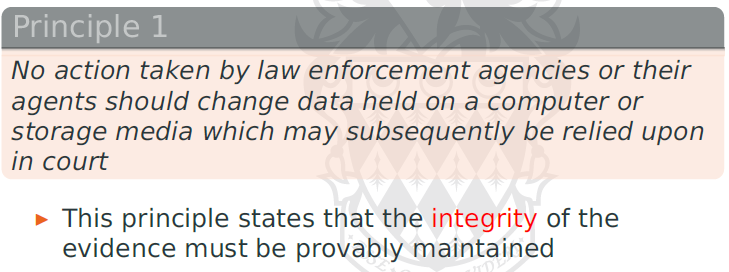 Principle 1
No action taken by law enforcement agencies or their
agents should change data held on a computer or
storage media which may subsequently be relied upon
in court
This principle states that the integrity of the
evidence must be provably maintained